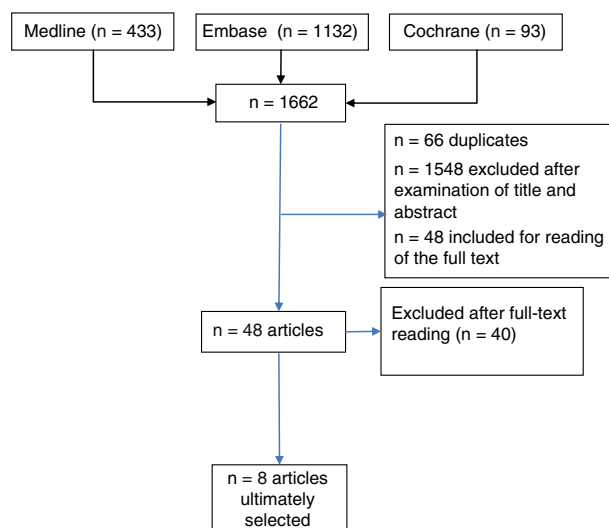 Medline (n = 433)
Embase (n = 1132)
Cochrane (n = 93)
n = 1662
n = 66 duplicates
n = 1548 excluded after
examination of title and
abstract
n = 48 included for reading
of the full text
n = 48 articles
Excluded after full-text
reading (n = 40)
n = 8 articles
ultimately
selected